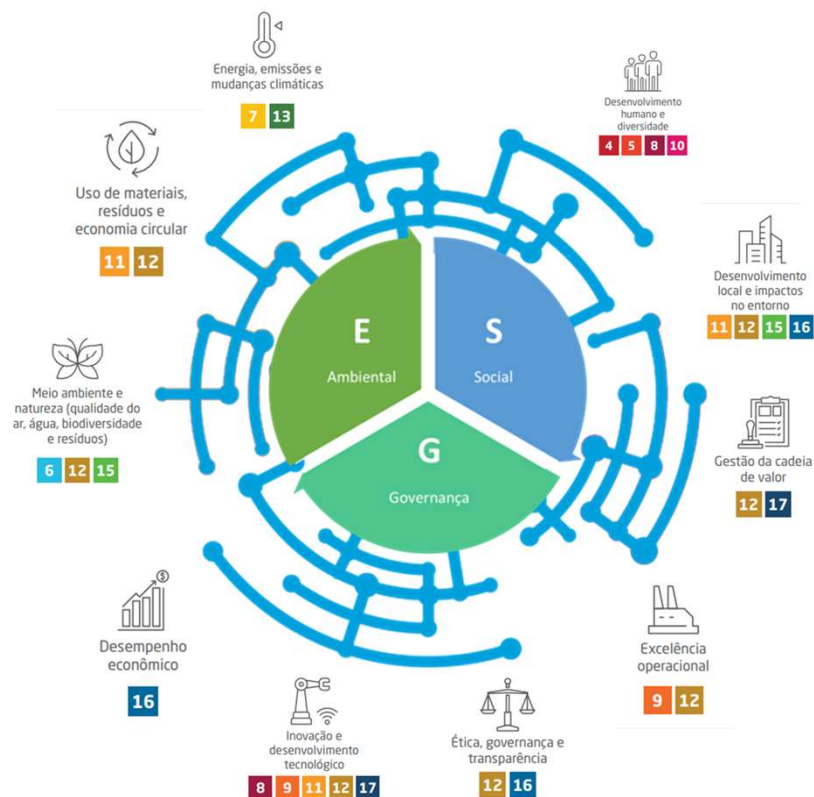 Energia, emissões e
mudanças climáticas
7 13
Desenvolvimento
humano e
diversidade
4 5 8 10
Uso de materiais,
resíduos e
economia circular
11 12
Desenvolvimento
local e impactos
no entorno
11 12 15 16
E
Ambiental
S
Social
G
Governança
Meio ambiente e
natureza (qualidade do
ar, água, biodiversidade
e resíduos)
6 12 15
Gestão da cadeia
de valor
12 17
$
Desempenho
econômico
16
Excelência
operacional
9 12
Inovação e
desenvolvimento
tecnológico
8 9 11 12 17
Ética, governança e
transparência
12 16